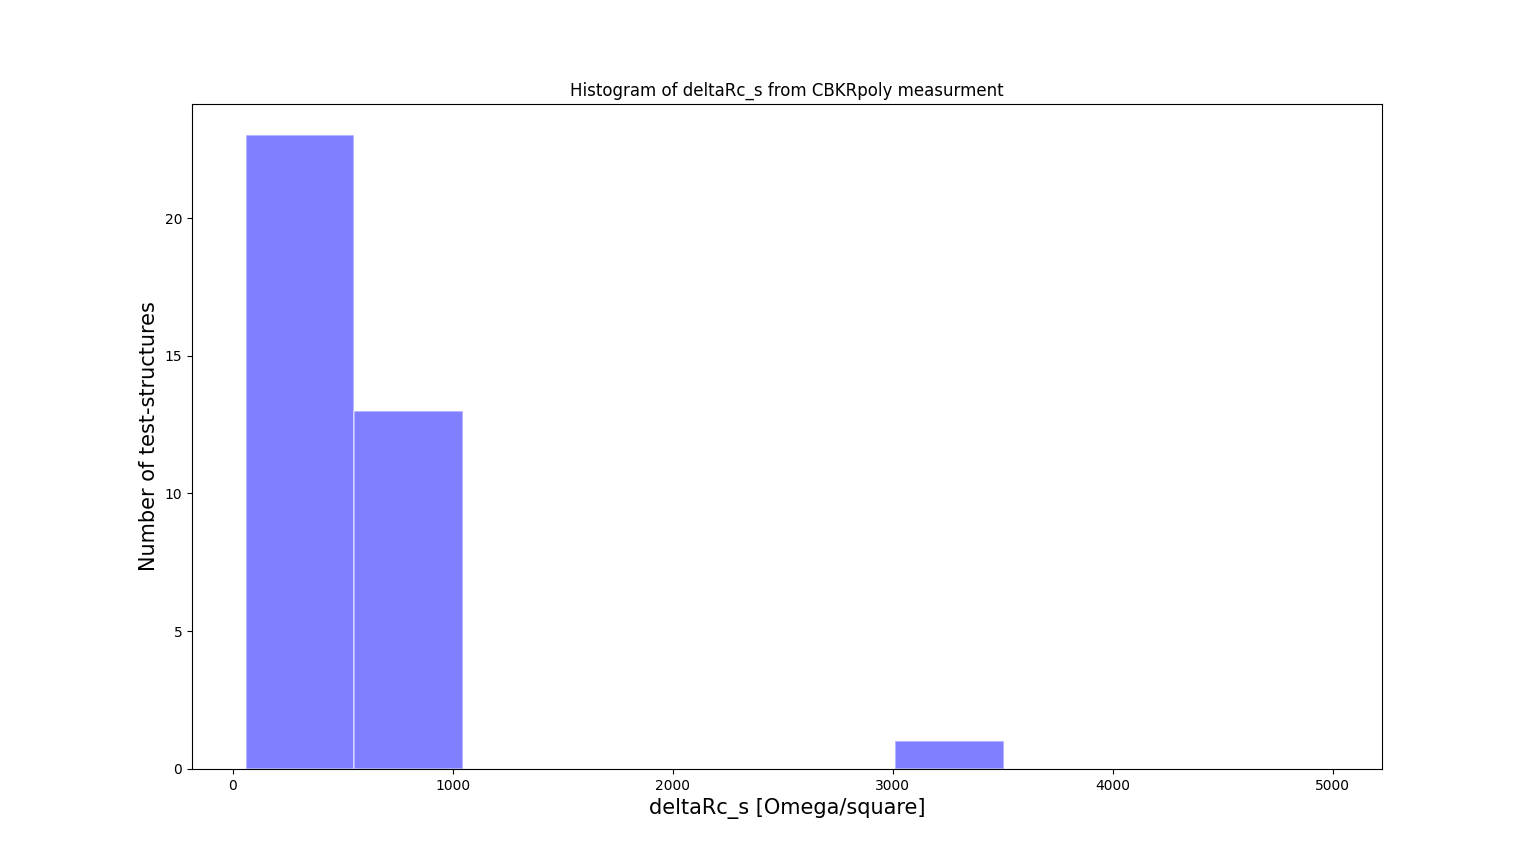 Histogram of deltaRc_s from CBKRpoly measurment
Number of test-structures
20
15
10
5
0
0 1000 2000 3000 4000 5000
deltaRc_s [Omega/square]